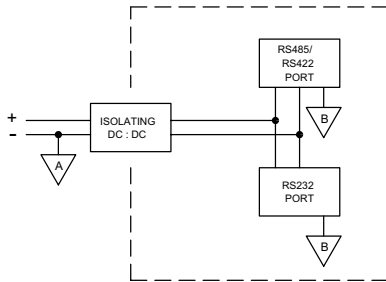 RS485/
RS422
PORT
B
+
-
ISOLATING
DC : DC
A
RS232
PORT
B